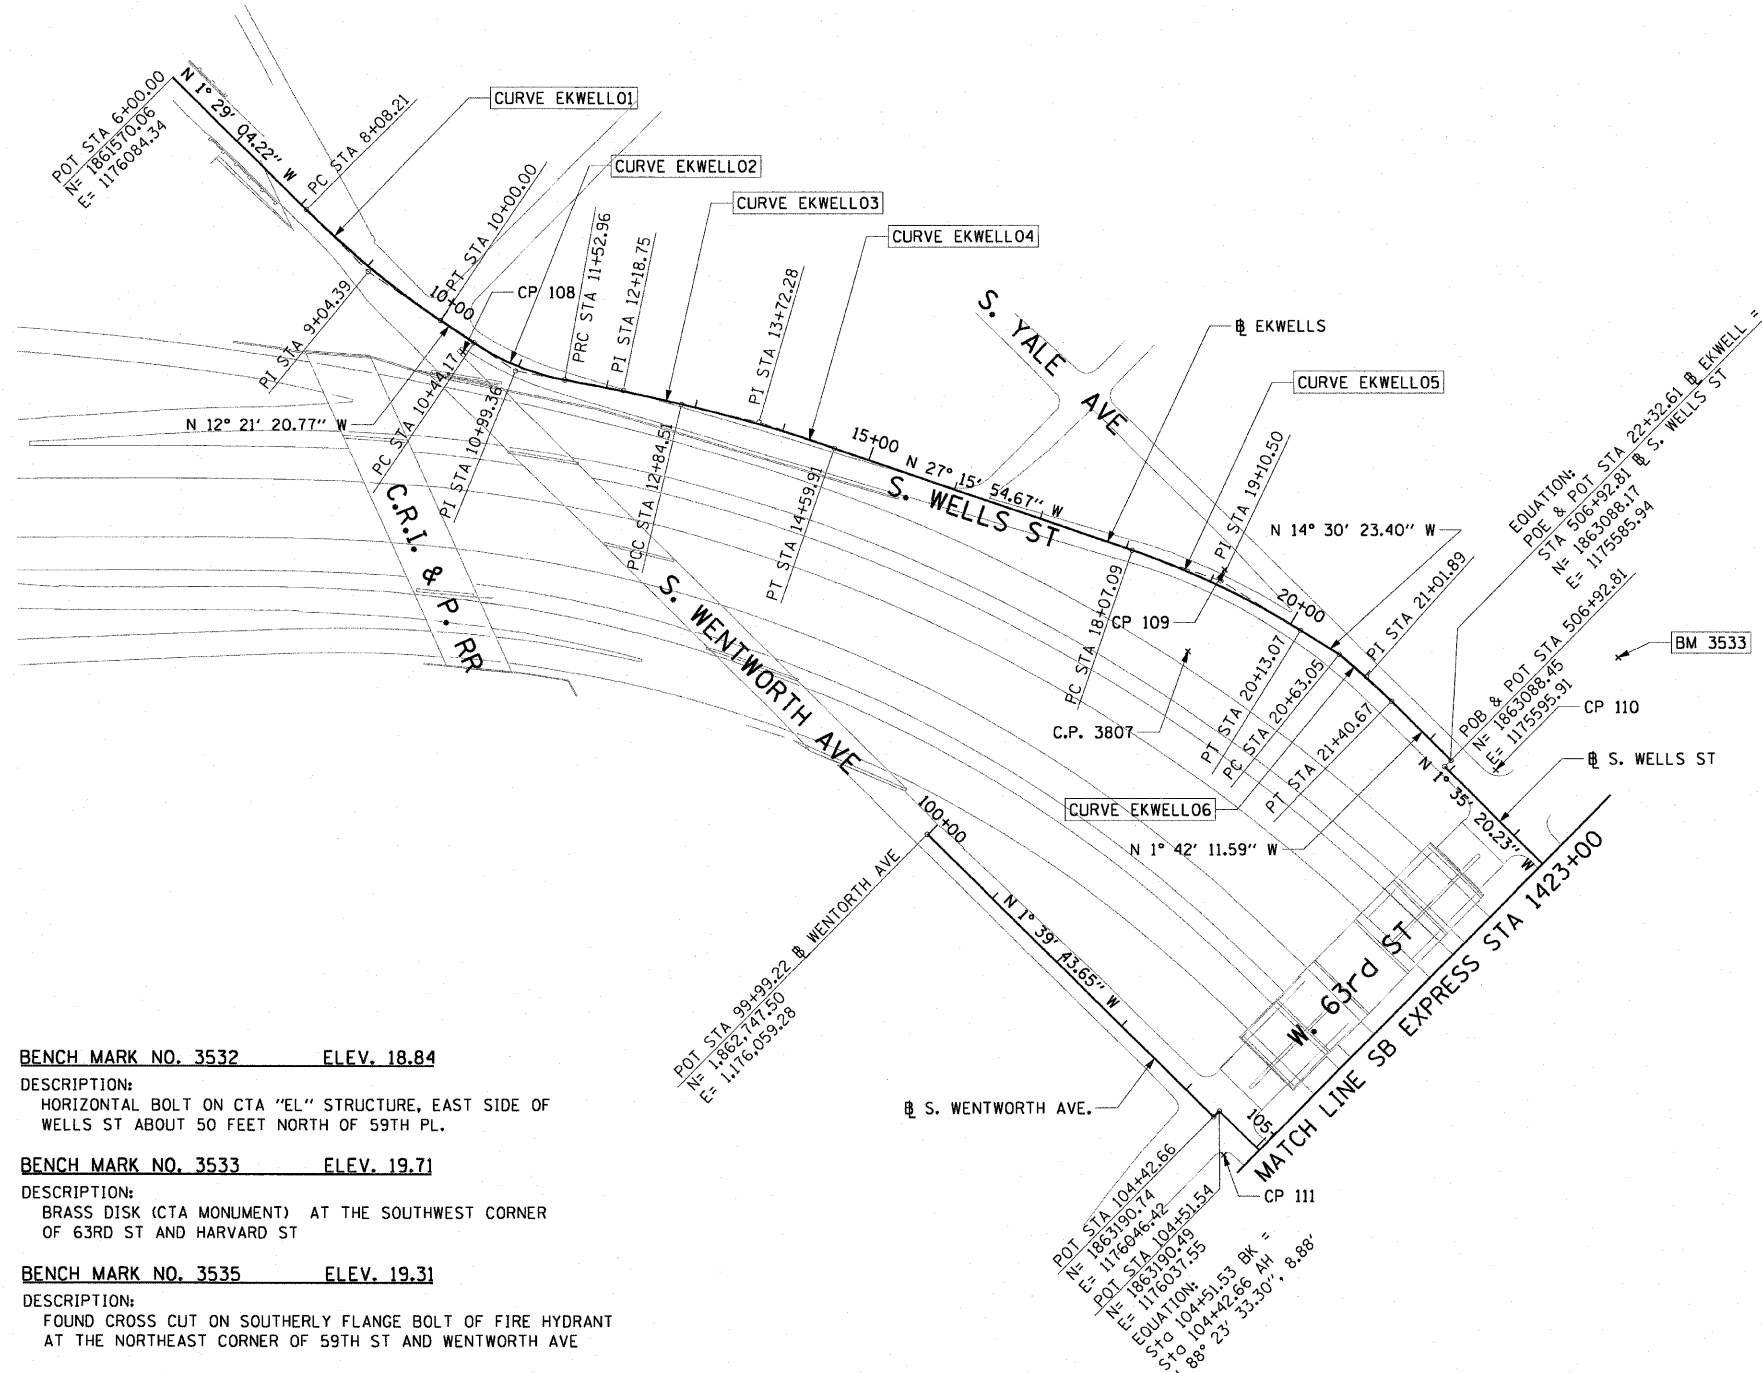 POT STA 6+00.00
N= 1861570.06
E= 1176084.34
N 1° 29' 04.22" W
PC STA 8+08.21
CURVE EKWELL01
CURVE EKWELL02
CURVE EKWELL03
CURVE EKWELL04
PI STA 9+04.39
10+00
PT STA 10+00.00
CP 108
PRC STA 11+52.96
PI STA 12+18.75
PI STA 13+72.28
N 12° 21' 20.77" W
PC STA 10+44.17
PI STA 10+99.36
PCC STA 12+84.51
PT STA 14+59.91
15+00
N 27° 15' 54.67" W
S. WELLS ST
S. YALE AVE
℄ EKWELLS
CURVE EKWELL05
PI STA 19+10.50
N 14° 30' 23.40" W
PI STA 21+01.89
20+00
CP 109
PC STA 18+07.09
C.P. 3807
PT STA 20+13.07
PC STA 20+63.05
PT STA 21+40.67
CURVE EKWELL06
N 1° 42' 11.59" W
EQUATION:
POE & POT STA 22+32.61 ℄ EKWELL =
STA 506+92.81 ℄ S. WELLS ST
N= 1863088.17
E= 1175585.94
POB & POT STA 506+92.81
N= 1863088.45
E= 1175595.91
BM 3533
CP 110
℄ S. WELLS ST
N 1° 35' 20.23" W
C.R.I. & P. RR
S. WENTWORTH AVE
100+00
POT STA 99+99.22 ℄ WENTORTH AVE
N= 1,862,747.50
E= 1,176,059.28
N 1° 39' 43.65" W
W. 63rd ST
MATCH LINE SB EXPRESS STA 1423+00
℄ S. WENTWORTH AVE.
105
CP 111
POT STA 104+42.66
N= 1863190.74
E= 1176046.42
POT STA 104+51.54
N= 1863190.49
E= 1176037.55
EQUATION:
Sta 104+51.53 BK =
Sta 104+42.66 AH
88° 23' 33.30", 8.88'
BENCH MARK NO. 3532 ELEV. 18.84
DESCRIPTION:
HORIZONTAL BOLT ON CTA "EL" STRUCTURE, EAST SIDE OF
WELLS ST ABOUT 50 FEET NORTH OF 59TH PL.
BENCH MARK NO. 3533 ELEV. 19.71
DESCRIPTION:
BRASS DISK (CTA MONUMENT) AT THE SOUTHWEST CORNER
OF 63RD ST AND HARVARD ST
BENCH MARK NO. 3535 ELEV. 19.31
DESCRIPTION:
FOUND CROSS CUT ON SOUTHERLY FLANGE BOLT OF FIRE HYDRANT
AT THE NORTHEAST CORNER OF 59TH ST AND WENTWORTH AVE